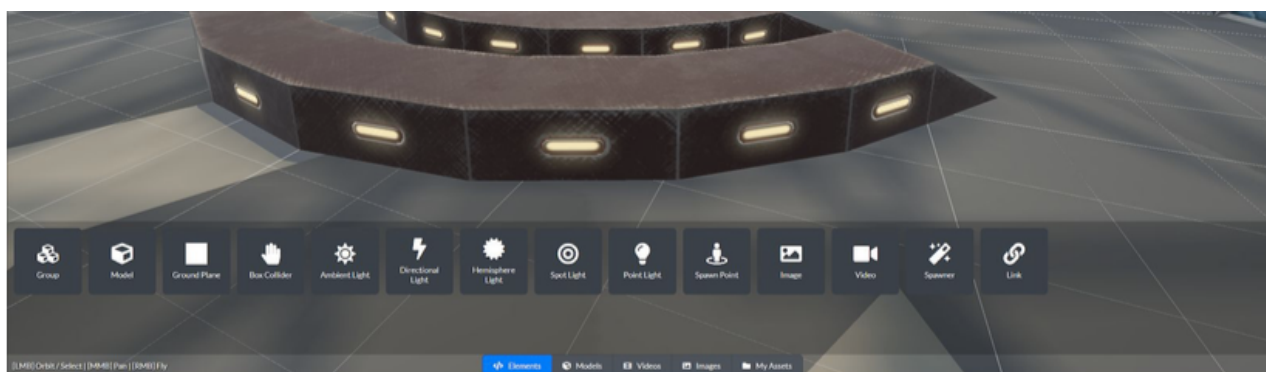 Group
Model
Ground Plane
Box Collider
Ambient Light
Directional
Light
Hemisphere
Light
Spot Light
Point Light
Spawn Point
Image
Video
Spawner
Link
[LMB] Orbit / Select | [MMB] Pan | [RMB] Fly
Elements
Models
Videos
Images
My Assets